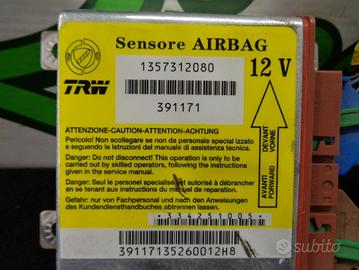 Sensore AIRBAG
1357312080
12 V
TRW
391171
ATTENZIONE-CAUTION-ATTENTION-ACHTUNG
Pericolo! Non scollegare se non da personale specializzato
e seguendo le istruzioni del manuale di assistenza tecnica.
Danger: Do not disconnect! This operation is only to be
carried out by skilled operators, following instructions given
in the service manual.
Danger: Seul le personnel spécialisé est autorisé à débrancher
en se tenant aux instructions du manuel de réparation.
Gefahr: nur von Fachpersonal und nach den Anweisungen
des Kundendiensthandbuches abhängen.
AVANTI DEVANT
FORWARD VORNE
*334251005*
39117135260012H8
subito